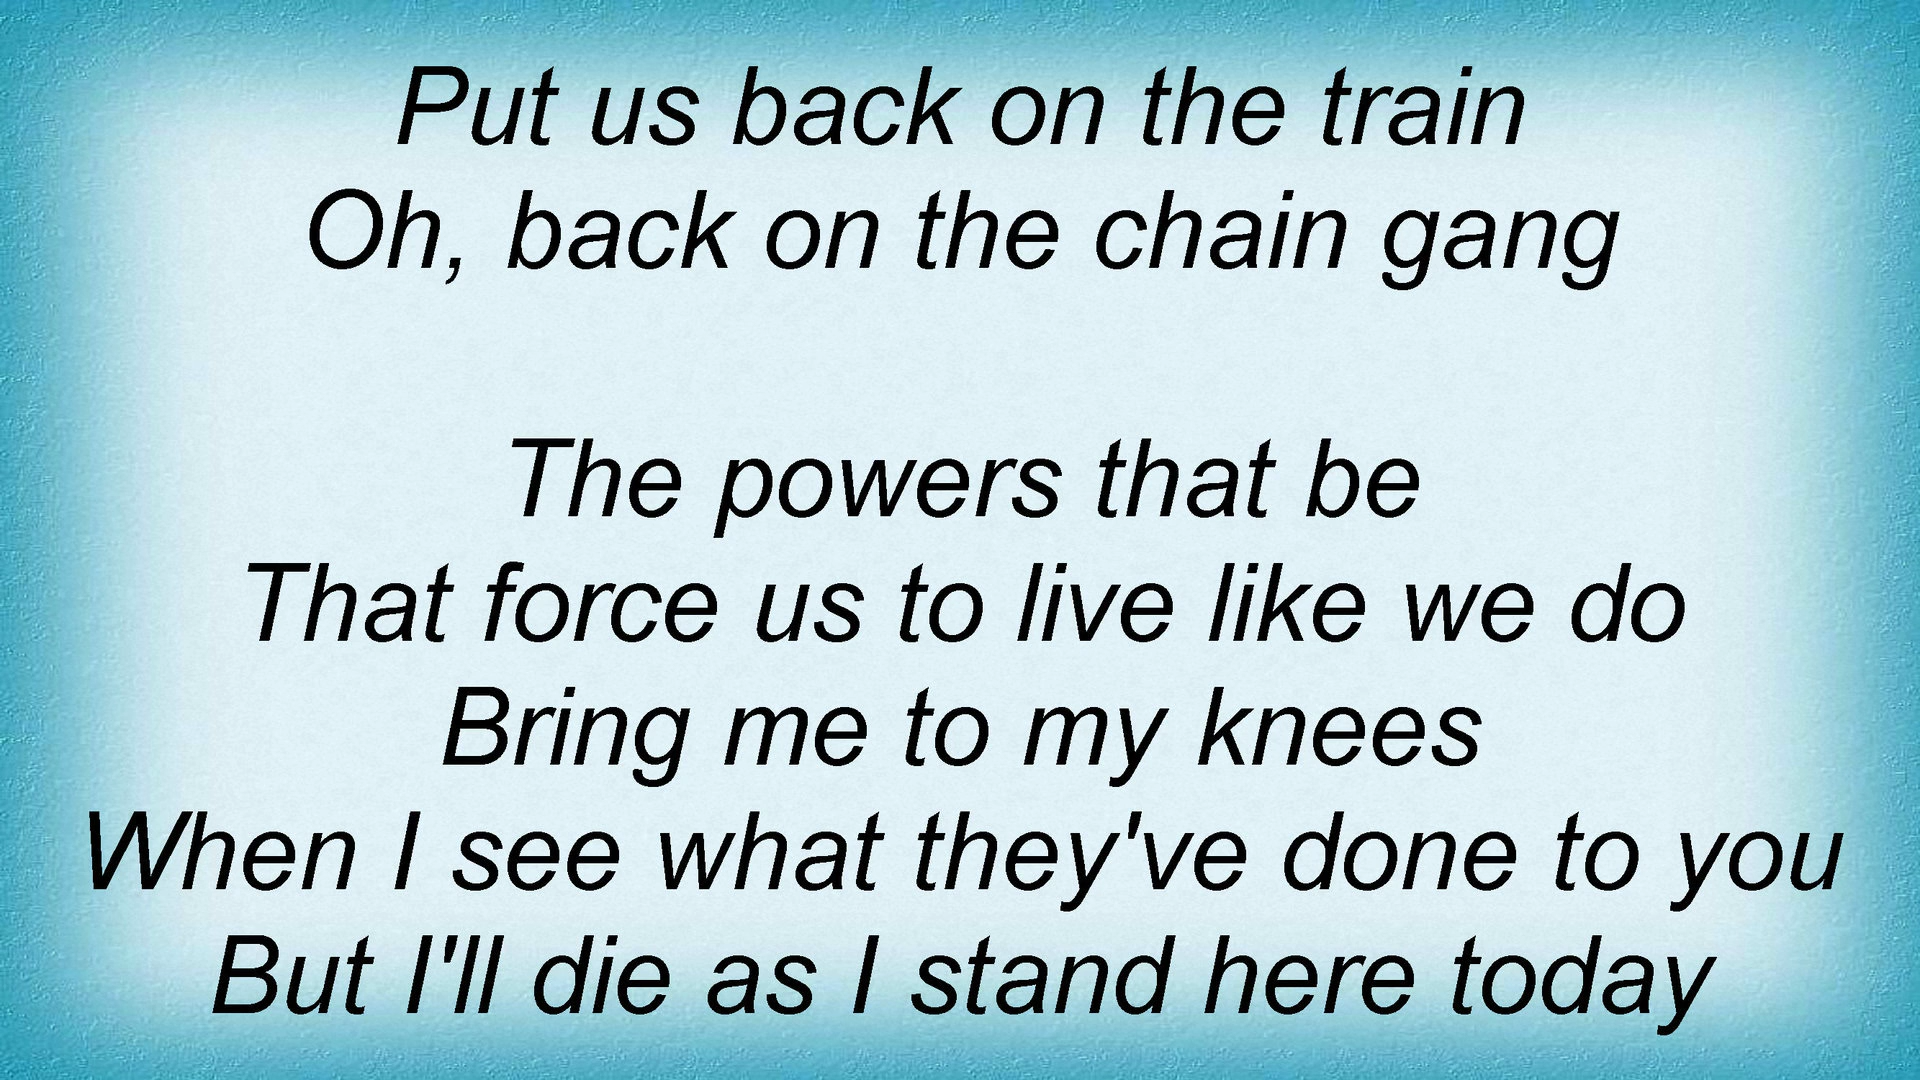 Put us back on the train
Oh, back on the chain gang
The powers that be
That force us to live like we do
Bring me to my knees
When I see what they've done to you
But I'll die as I stand here today